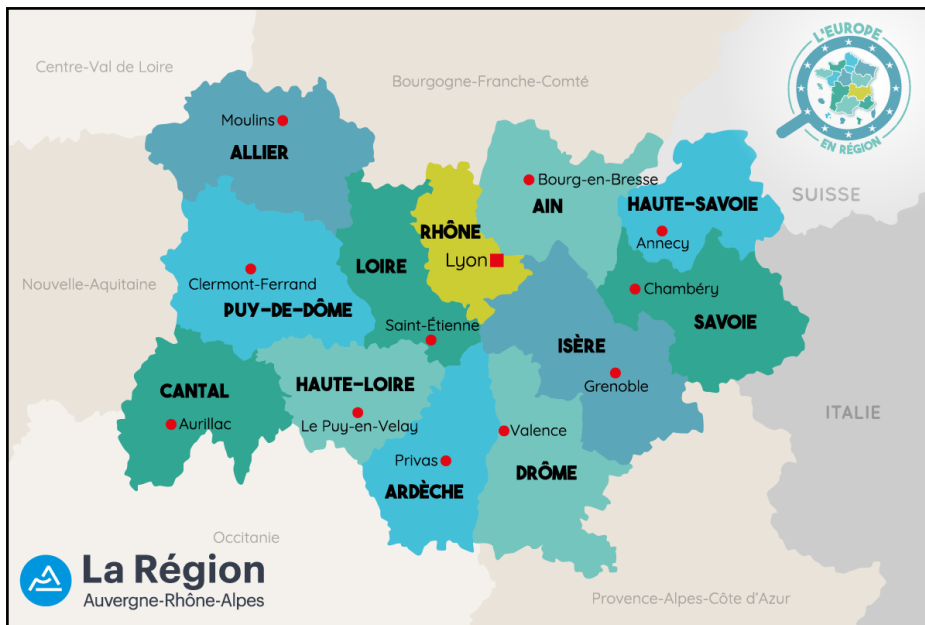 Centre-Val de Loire
Bourgogne-Franche-Comté
L'EUROPE
EN RÉGION
Moulins
ALLIER
Bourg-en-Bresse
AIN
HAUTE-SAVOIE
SUISSE
Annecy
RHÔNE
Lyon
LOIRE
Clermont-Ferrand
PUY-DE-DÔME
Nouvelle-Aquitaine
Chambéry
SAVOIE
Saint-Étienne
ISÈRE
Grenoble
CANTAL
Aurillac
HAUTE-LOIRE
Le Puy-en-Velay
Valence
ITALIE
Privas
ARDÈCHE
DRÔME
Occitanie
La Région
Auvergne-Rhône-Alpes
Provence-Alpes-Côte d'Azur